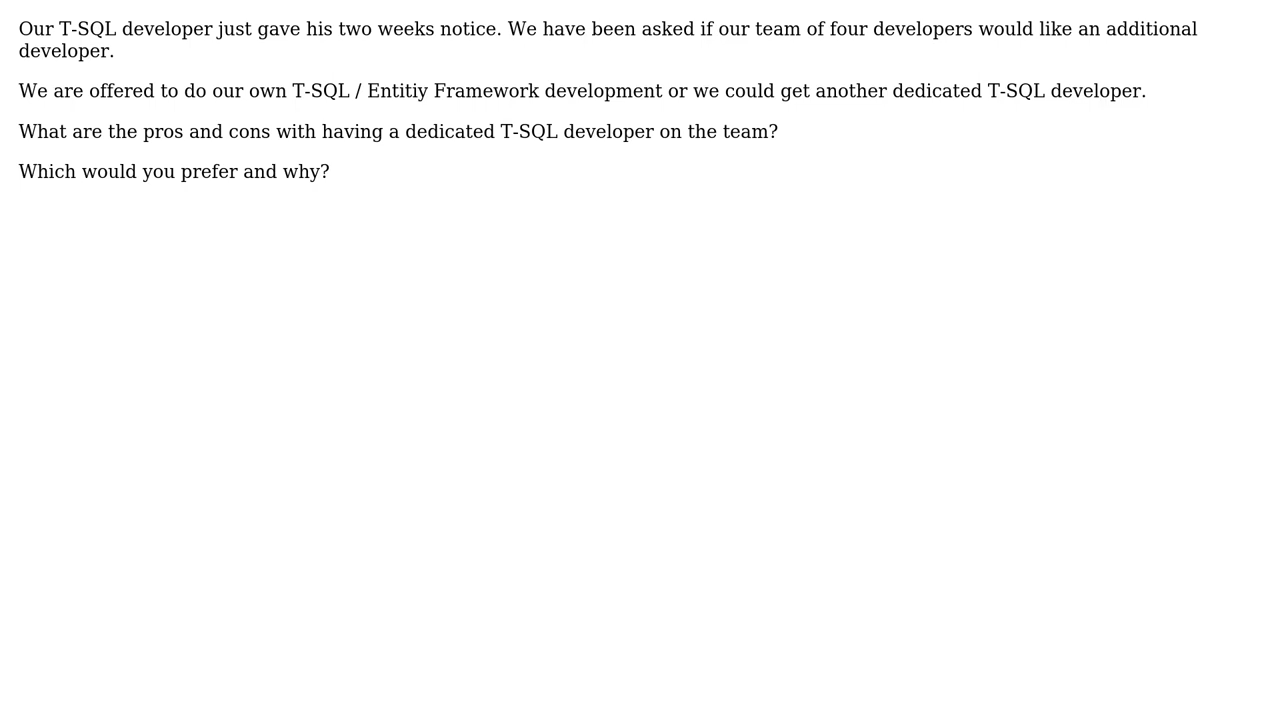 Our T-SQL developer just gave his two weeks notice. We have been asked if our team of four developers would like an additional
developer.
We are offered to do our own T-SQL / Entitiy Framework development or we could get another dedicated T-SQL developer.
What are the pros and cons with having a dedicated T-SQL developer on the team?
Which would you prefer and why?